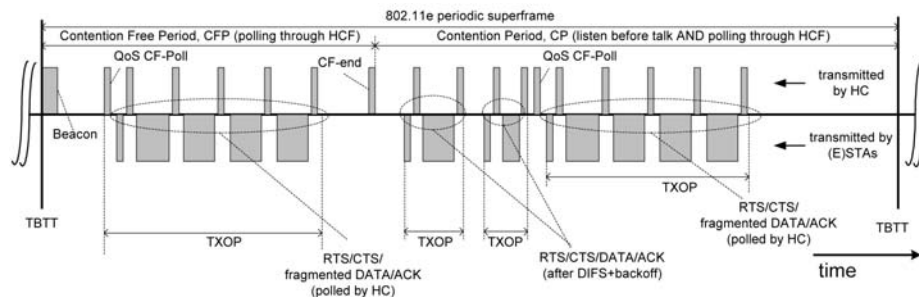 802.11e periodic superframe
Contention Free Period, CFP (polling through HCF)
Contention Period, CP (listen before talk AND polling through HCF)
QoS CF-Poll
CF-end
QoS CF-Poll
transmitted
by HC
Beacon
transmitted by
(E)STAs
TXOP
TBTT
TBTT
RTS/CTS/
fragmented DATA/ACK
(polled by HC)
TXOP
TXOP
TXOP
RTS/CTS/
fragmented DATA/ACK
(polled by HC)
RTS/CTS/DATA/ACK
(after DIFS+backoff)
time